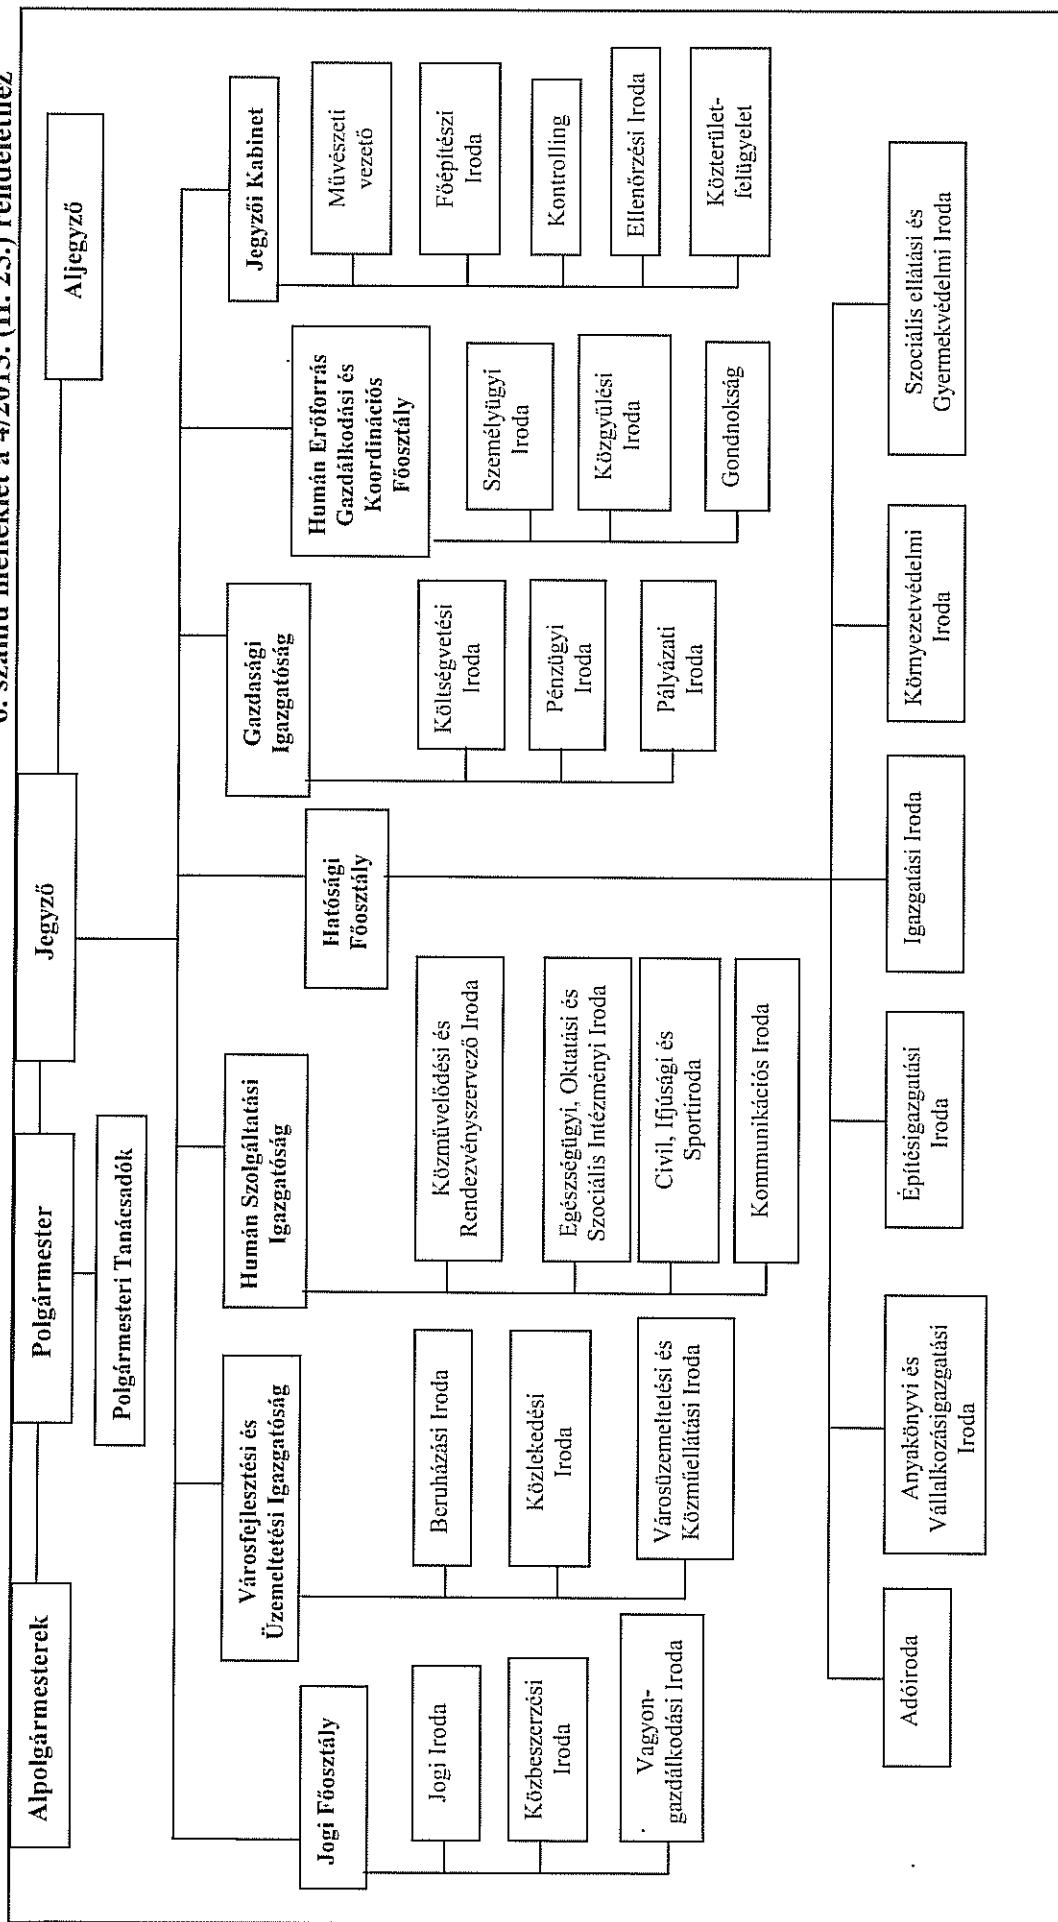 6. számú melléklet a 4/2013. (II. 25.) rendelethez
Alpolgármesterek
Polgármester
Jegyző
Aljegyző
Polgármesteri Tanácsadók
Jogi Főosztály
Jogi Iroda
Közbeszerzési
Iroda
Vagyon-
gazdálkodási Iroda
Városfejlesztési és
Üzemeltetési Igazgatóság
Beruházási Iroda
Közlekedési
Iroda
Városüzemeltetési és
Közműellátási Iroda
Humán Szolgáltatási
Igazgatóság
Közművelődési és
Rendezvényszervező Iroda
Egészségügyi, Oktatási és
Szociális Intézményi Iroda
Civil, Ifjúsági és
Sportiroda
Kommunikációs Iroda
Hatósági
Főosztály
Gazdasági
Igazgatóság
Költségvetési
Iroda
Pénzügyi
Iroda
Pályázati
Iroda
Humán Erőforrás
Gazdálkodási és
Koordinációs
Főosztály
Személyügyi
Iroda
Közgyűlési
Iroda
Gondnokság
Jegyzői Kabinet
Művészeti
vezető
Főépítészi
Iroda
Kontrolling
Ellenőrzési Iroda
Közterület-
felügyelet
Adóiroda
Anyakönyvi és
Vállalkozásigazgatási
Iroda
Építésigazgatási
Iroda
Igazgatási Iroda
Környezetvédelmi
Iroda
Szociális ellátási és
Gyermekvédelmi Iroda